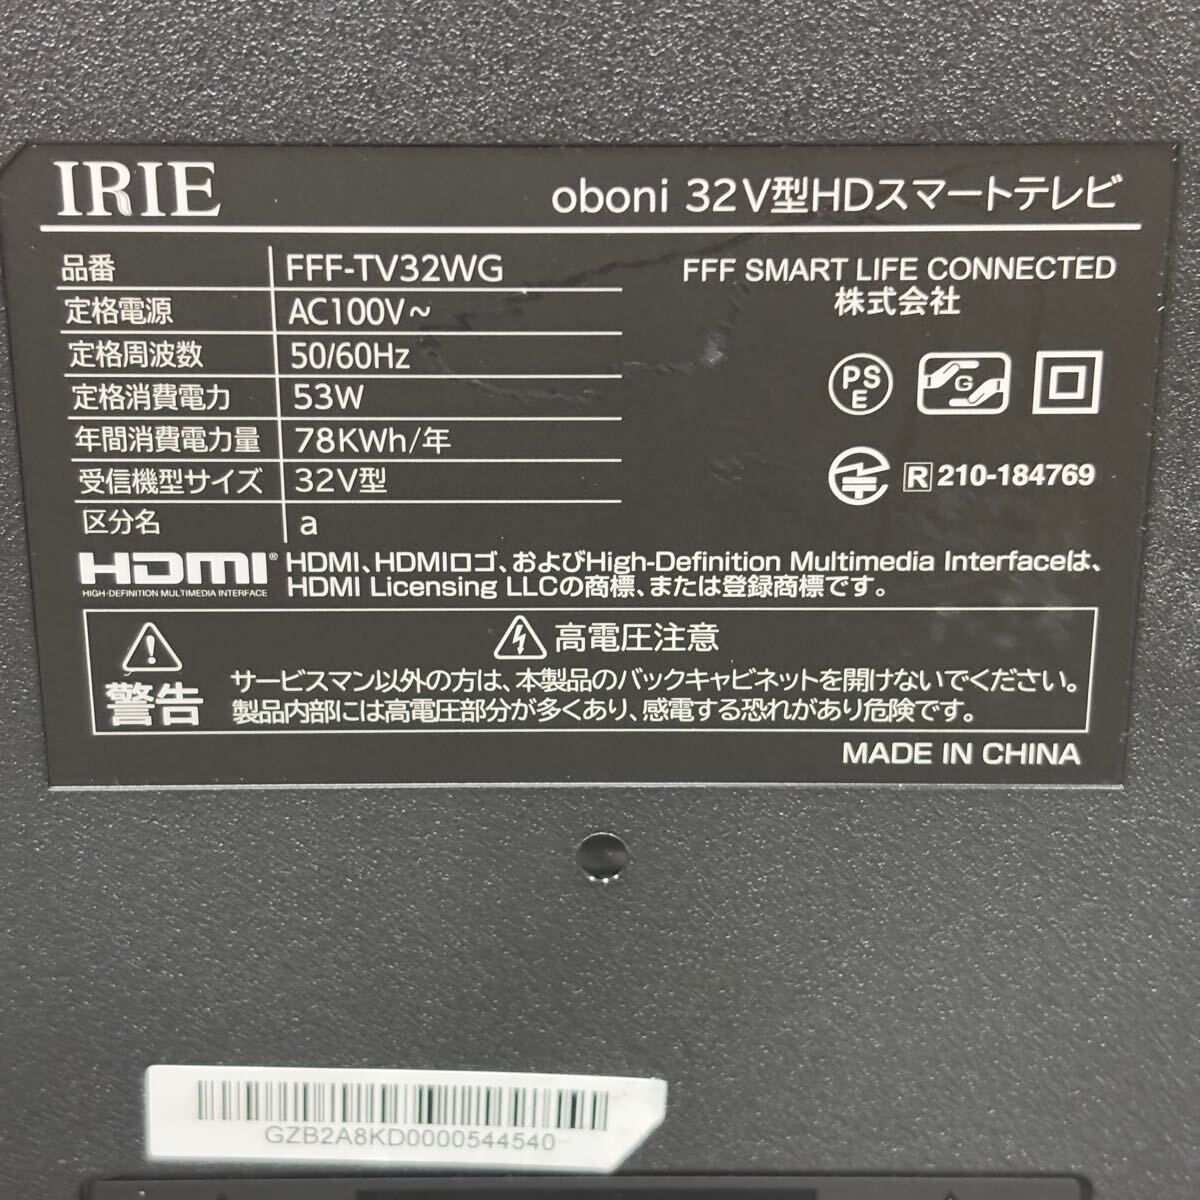 IRIE
oboni 32V型HDスマートテレビ
品番 FFF-TV32WG
定格電源 AC100V~
定格周波数 50/60Hz
定格消費電力 53W
年間消費電力量 78KWh/年
受信機型サイズ 32V型
区分名 a
FFF SMART LIFE CONNECTED
株式会社
PS
E
G
R 210-184769
HDMI®
HIGH-DEFINITION MULTIMEDIA INTERFACE
HDMI、HDMIロゴ、およびHigh-Definition Multimedia Interfaceは、
HDMI Licensing LLCの商標、または登録商標です。
警告
高電圧注意
サービスマン以外の方は、本製品のバックキャビネットを開けないでください。
製品内部には高電圧部分が多くあり、感電する恐れがあり危険です。
MADE IN CHINA
GZB2A8KD0000544540